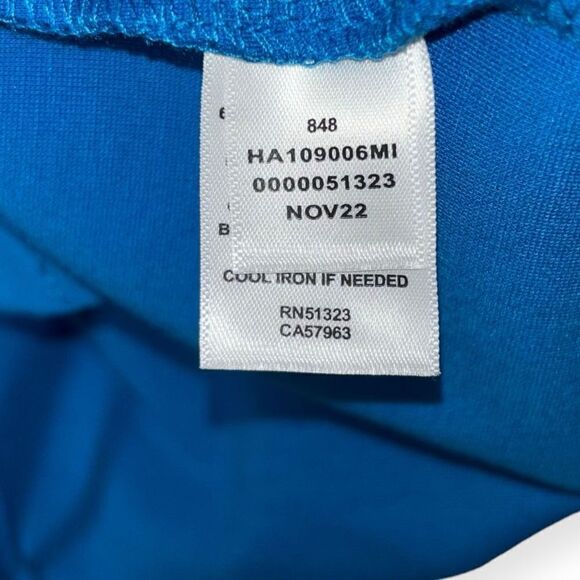 848
HA109006MI
0000051323
NOV22
B
COOL IRON IF NEEDED
RN51323
CA57963